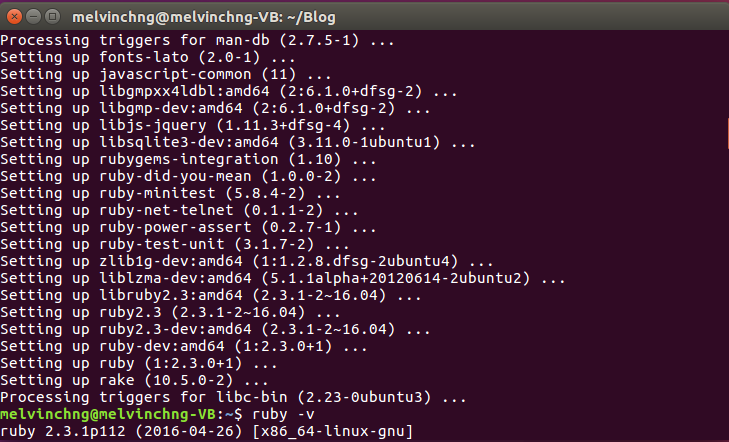 melvinchng@melvinchng-VB: ~/Blog
Processing triggers for man-db (2.7.5-1) ...
Setting up fonts-lato (2.0-1) ...
Setting up javascript-common (11) ...
Setting up libgmpxx4ldbl:amd64 (2:6.1.0+dfsg-2) ...
Setting up libgmp-dev:amd64 (2:6.1.0+dfsg-2) ...
Setting up libjs-jquery (1.11.3+dfsg-4) ...
Setting up libsqlite3-dev:amd64 (3.11.0-1ubuntu1) ...
Setting up rubygems-integration (1.10) ...
Setting up ruby-did-you-mean (1.0.0-2) ...
Setting up ruby-minitest (5.8.4-2) ...
Setting up ruby-net-telnet (0.1.1-2) ...
Setting up ruby-power-assert (0.2.7-1) ...
Setting up ruby-test-unit (3.1.7-2) ...
Setting up zlib1g-dev:amd64 (1:1.2.8.dfsg-2ubuntu4) ...
Setting up liblzma-dev:amd64 (5.1.1alpha+20120614-2ubuntu2) ...
Setting up libruby2.3:amd64 (2.3.1-2~16.04) ...
Setting up ruby2.3 (2.3.1-2~16.04) ...
Setting up ruby2.3-dev:amd64 (2.3.1-2~16.04) ...
Setting up ruby-dev:amd64 (1:2.3.0+1) ...
Setting up ruby (1:2.3.0+1) ...
Setting up rake (10.5.0-2) ...
Processing triggers for libc-bin (2.23-0ubuntu3) ...
melvinchng@melvinchng-VB:~$ ruby -v
ruby 2.3.1p112 (2016-04-26) [x86_64-linux-gnu]